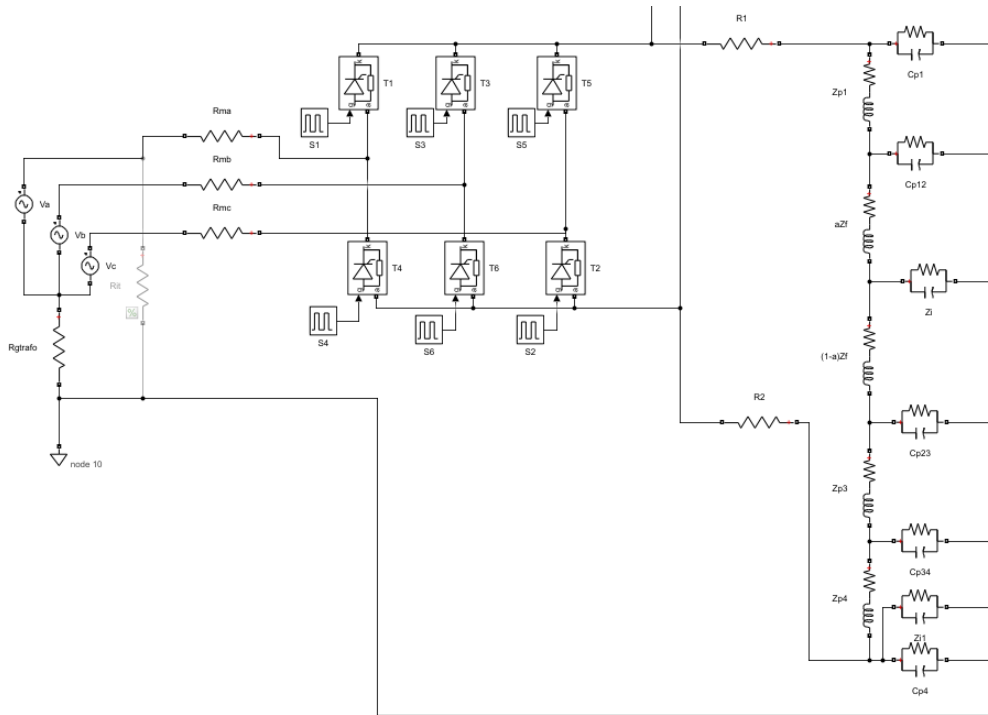 R1
Cp1
T1
T3
T5
Zp1
S1
S3
S5
Rma
Cp12
Rmb
Va
aZf
Rmc
Vb
Vc
T4
T6
T2
Zi
Rit
S4
S6
S2
Rgtrafo
(1-a)Zf
R2
Cp23
node 10
Zp3
Cp34
Zp4
Zi1
Cp4